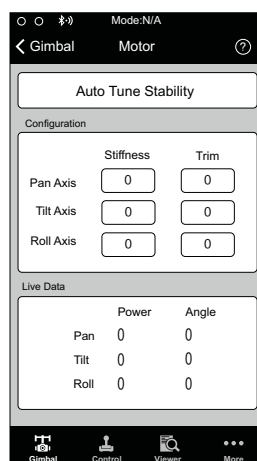 Mode:N/A
Gimbal Motor ?
Auto Tune Stability
Configuration
Stiffness Trim
Pan Axis 0 0
Tilt Axis 0 0
Roll Axis 0 0
Live Data
Power Angle
Pan 0 0
Tilt 0 0
Roll 0 0
Gimbal Control Viewer More